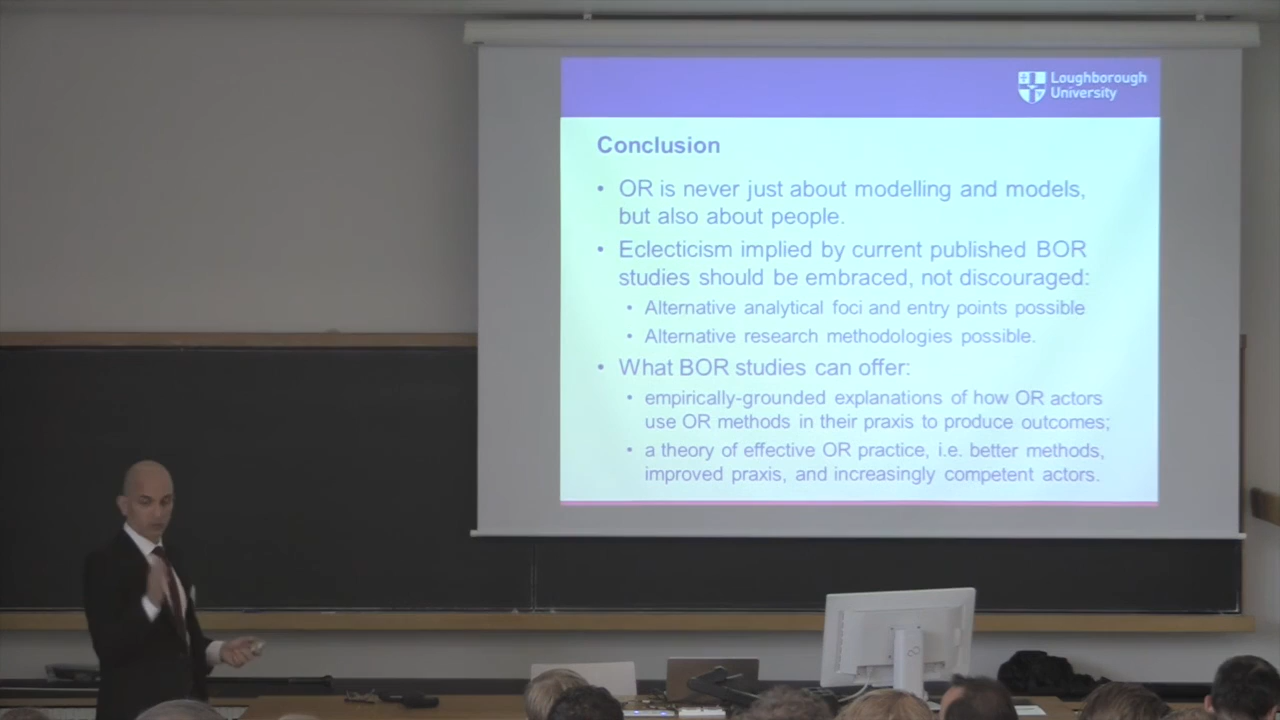 Loughborough
University
Conclusion
• OR is never just about modelling and models,
but also about people.
• Eclecticism implied by current published BOR
studies should be embraced, not discouraged:
• Alternative analytical foci and entry points possible
• Alternative research methodologies possible.
• What BOR studies can offer:
• empirically-grounded explanations of how OR actors
use OR methods in their praxis to produce outcomes;
• a theory of effective OR practice, i.e. better methods,
improved praxis, and increasingly competent actors.